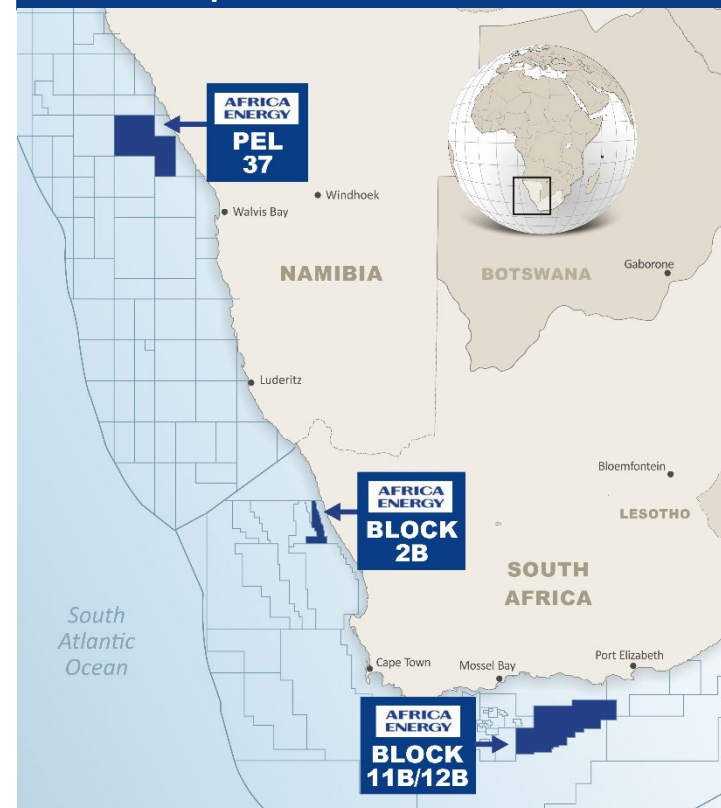 AFRICA
ENERGY
PEL
37
Windhoek
Walvis Bay
NAMIBIA
BOTSWANA
Gaborone
Luderitz
AFRICA
ENERGY
BLOCK
2B
Bloemfontein
LESOTHO
SOUTH
AFRICA
South
Atlantic
Ocean
Cape Town
Mossel Bay
Port Elizabeth
AFRICA
ENERGY
BLOCK
11B/12B